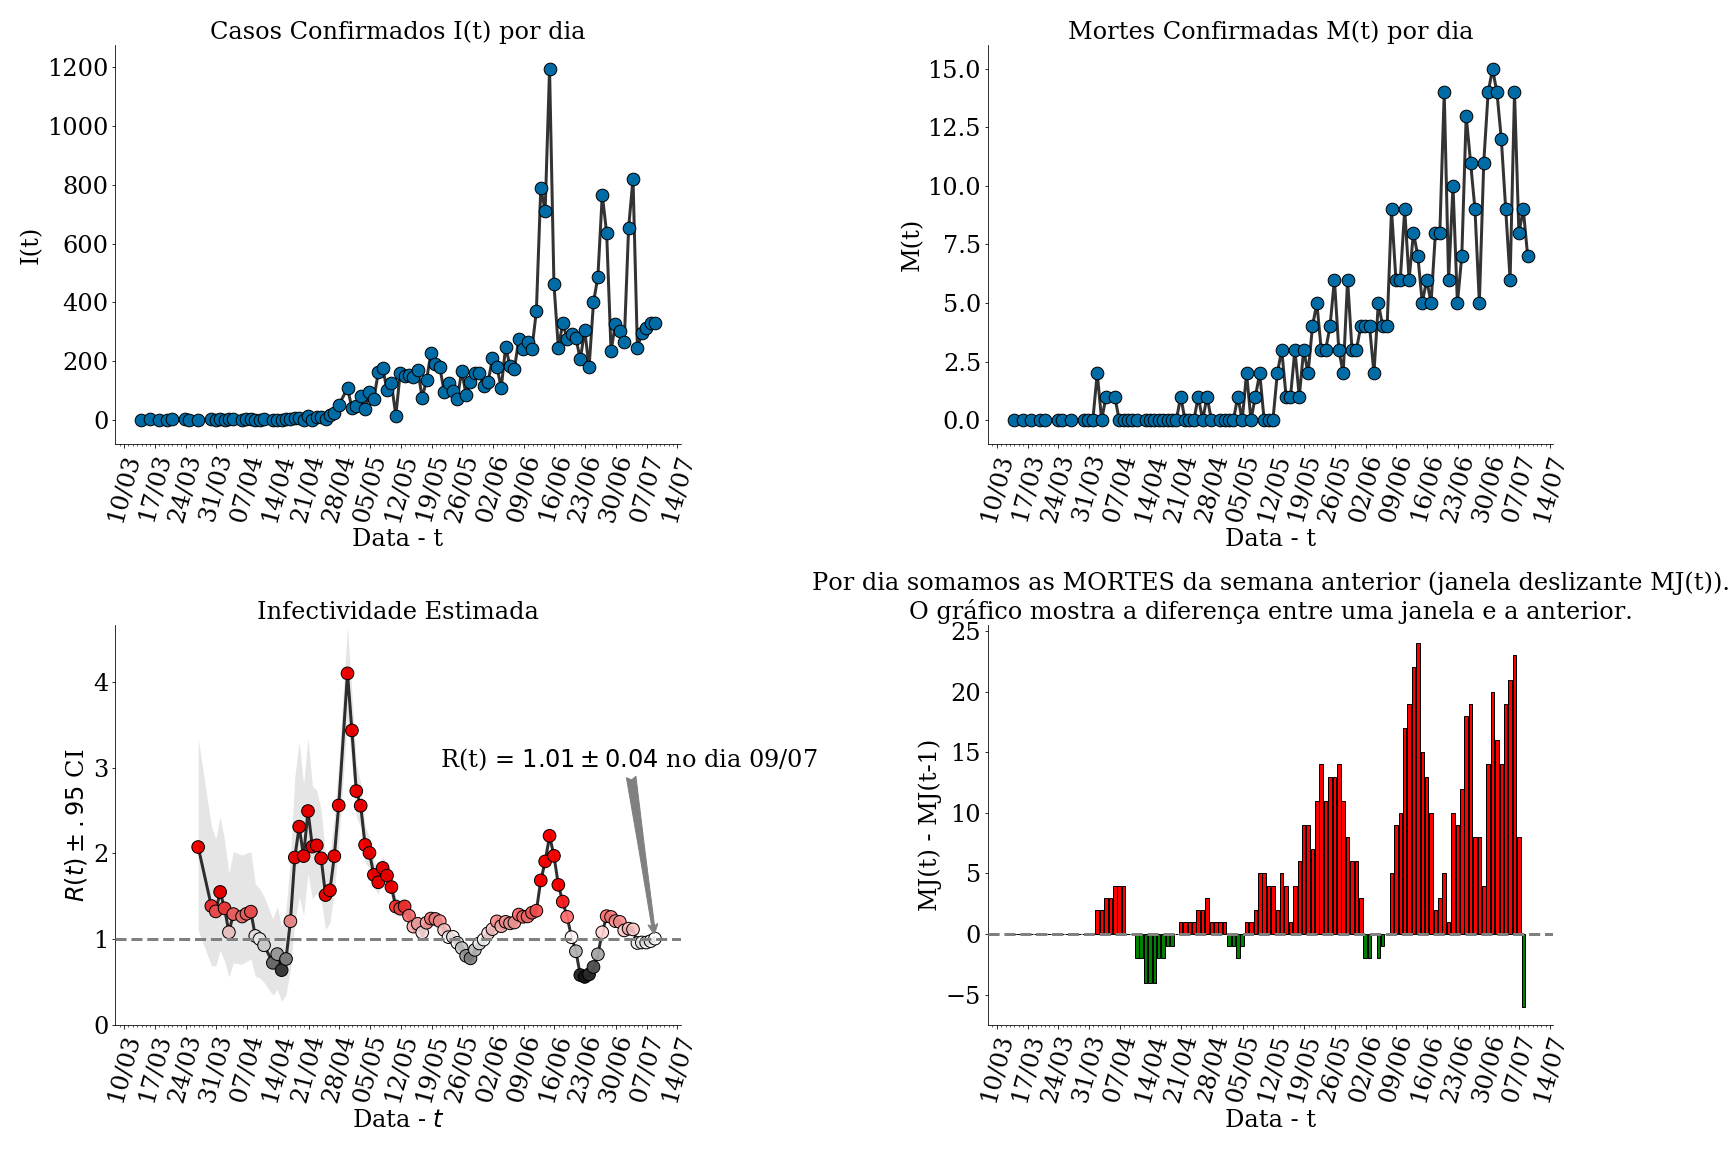 Casos Confirmados I(t) por dia
1200
1000
800
600
400
200
0
I(t)
10/03 17/03 24/03 31/03 07/04 14/04 21/04 28/04 05/05 12/05 19/05 26/05 02/06 09/06 16/06 23/06 30/06 07/07 14/07
Data - t
Mortes Confirmadas M(t) por dia
15.0
12.5
10.0
7.5
5.0
2.5
0.0
M(t)
10/03 17/03 24/03 31/03 07/04 14/04 21/04 28/04 05/05 12/05 19/05 26/05 02/06 09/06 16/06 23/06 30/06 07/07 14/07
Data - t
Infectividade Estimada
4
3
2
1
0
R(t) ± .95 CI
R(t) = 1.01 ± 0.04 no dia 09/07
10/03 17/03 24/03 31/03 07/04 14/04 21/04 28/04 05/05 12/05 19/05 26/05 02/06 09/06 16/06 23/06 30/06 07/07 14/07
Data - t
Por dia somamos as MORTES da semana anterior (janela deslizante MJ(t)).
O gráfico mostra a diferença entre uma janela e a anterior.
25
20
15
10
5
0
−5
MJ(t) - MJ(t-1)
10/03 17/03 24/03 31/03 07/04 14/04 21/04 28/04 05/05 12/05 19/05 26/05 02/06 09/06 16/06 23/06 30/06 07/07 14/07
Data - t